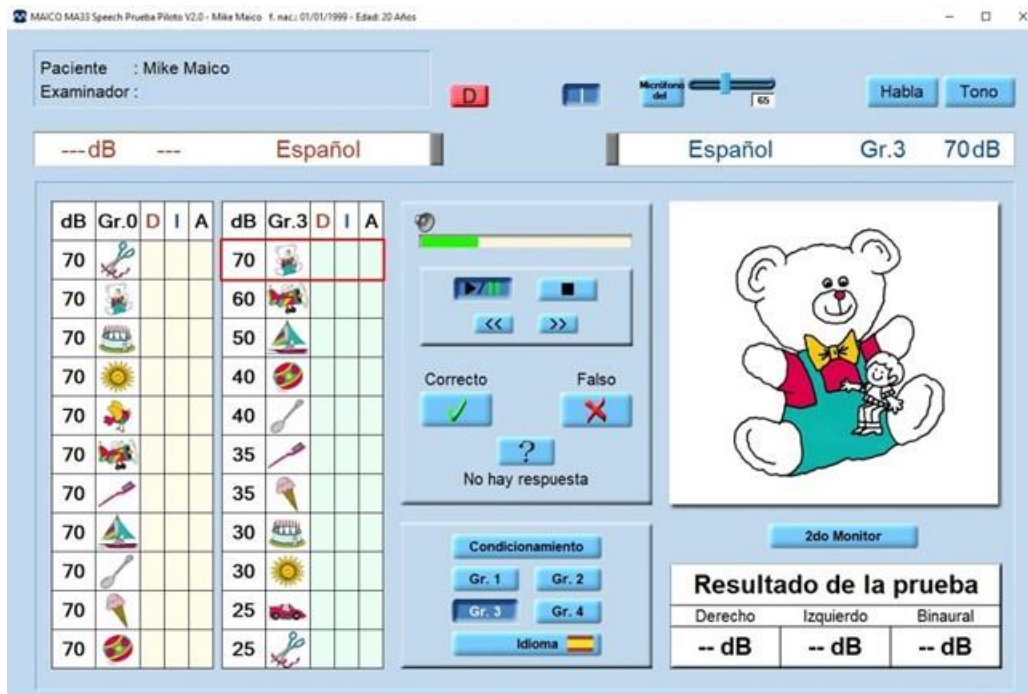 MAICO MA33 Speech Prueba Piloto V2.0 - Mike Maico f. nac.: 01/01/1999 - Edad: 20 Años
Paciente : Mike Maico
Examinador :
D
I
Micrófono del
65
Habla
Tono
---dB --- Español
Español Gr.3 70dB
dB Gr.0 D I A
70
70
70
70
70
70
70
70
70
70
70
dB Gr.3 D I A
70
60
50
40
40
35
35
30
30
25
25
<< >>
Correcto Falso
?
No hay respuesta
Condicionamiento
Gr. 1 Gr. 2
Gr. 3 Gr. 4
Idioma
2do Monitor
Resultado de la prueba
Derecho Izquierdo Binaural
-- dB -- dB -- dB